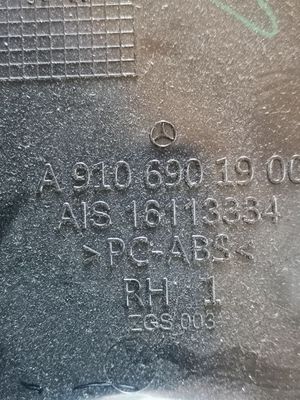 A 910 690 19 00
AIS 16113334
>PC-ABS<
RH 1
ZGS 003